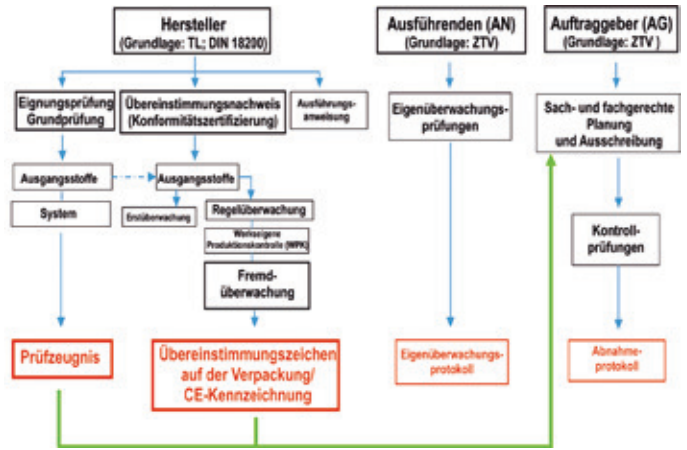 Hersteller
(Grundlage: TL; DIN 18200)
Ausführenden (AN)
(Grundlage: ZTV)
Auftraggeber (AG)
(Grundlage: ZTV )
Eignungsprüfung
Grundprüfung
Übereinstimmungsnachweis
(Konformitätszertifizierung)
Ausführungs-
anweisung
Eigenüberwachungs-
prüfungen
Sach- und fachgerechte
Planung
und Ausschreibung
Ausgangsstoffe
Ausgangsstoffe
System
Erstüberwachung
Regelüberwachung
Werkseigene
Produktionskontrolle (WPK)
Fremd-
überwachung
Kontroll-
prüfungen
Prüfzeugnis
Übereinstimmungszeichen
auf der Verpackung/
CE-Kennzeichnung
Eigenüberwachungs-
protokoll
Abnahme-
protokoll